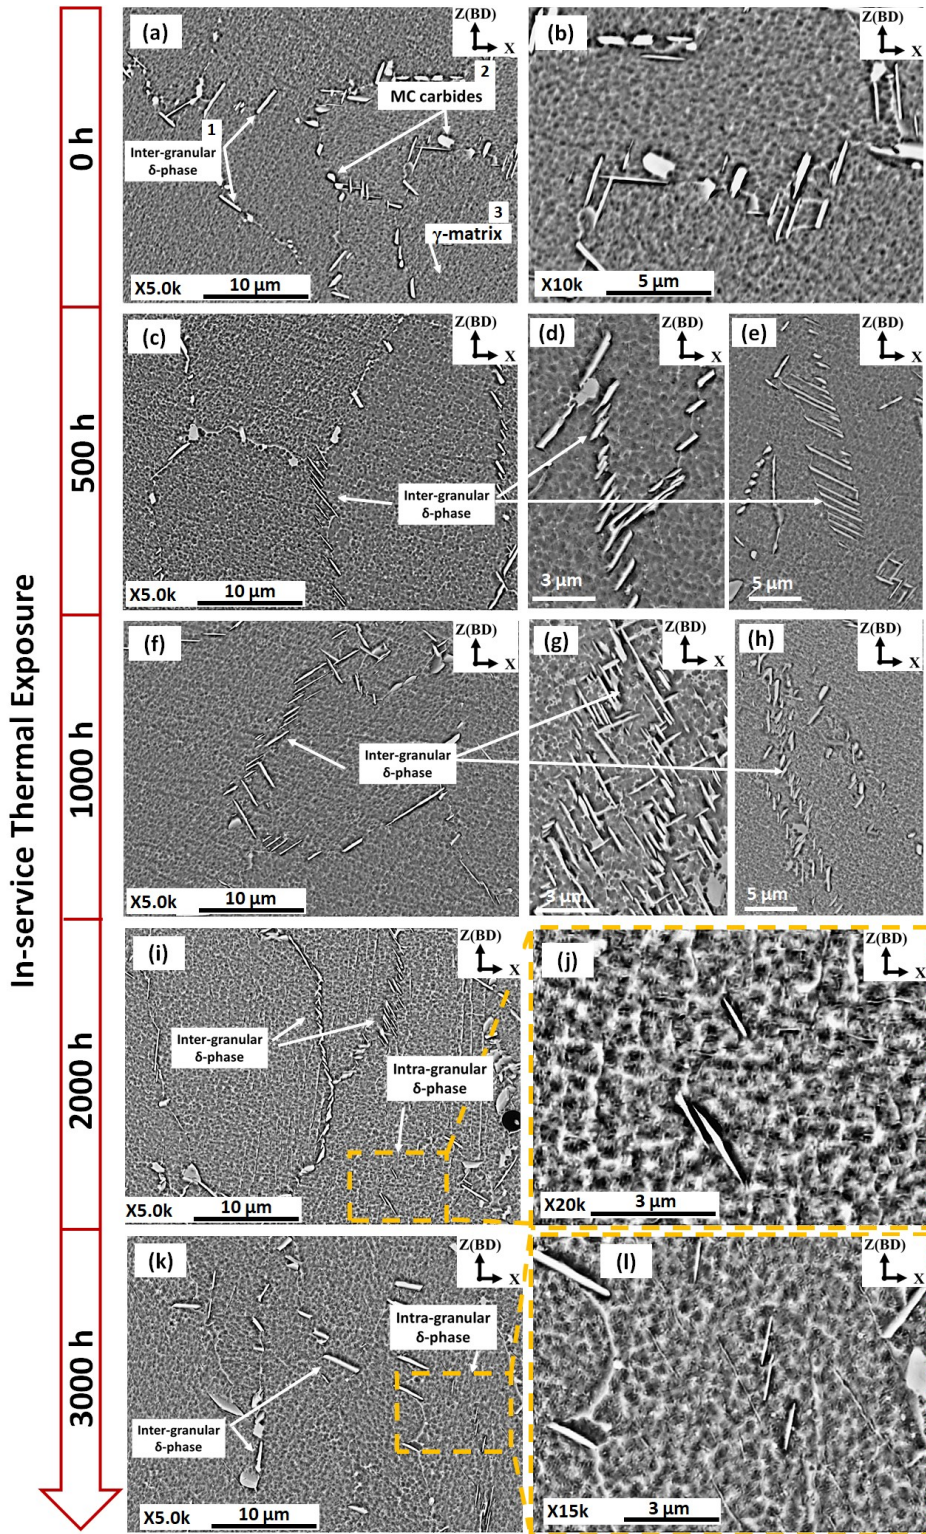 In-service Thermal Exposure
0 h
(a)
Z(BD)
X
2
MC carbides
1
Inter-granular
δ-phase
3
γ-matrix
X5.0k
10 µm
(b)
Z(BD)
X
X10k
5 µm
500 h
(c)
Z(BD)
X
Inter-granular
δ-phase
X5.0k
10 µm
(d)
Z(BD)
X
3 µm
(e)
Z(BD)
X
5 µm
1000 h
(f)
Z(BD)
X
Inter-granular
δ-phase
X5.0k
10 µm
(g)
Z(BD)
X
3 µm
(h)
Z(BD)
X
5 µm
2000 h
(i)
Z(BD)
X
Inter-granular
δ-phase
Intra-granular
δ-phase
X5.0k
10 µm
(j)
Z(BD)
X
X20k
3 µm
3000 h
(k)
Z(BD)
X
Intra-granular
δ-phase
Inter-granular
δ-phase
X5.0k
10 µm
(l)
Z(BD)
X
X15k
3 µm